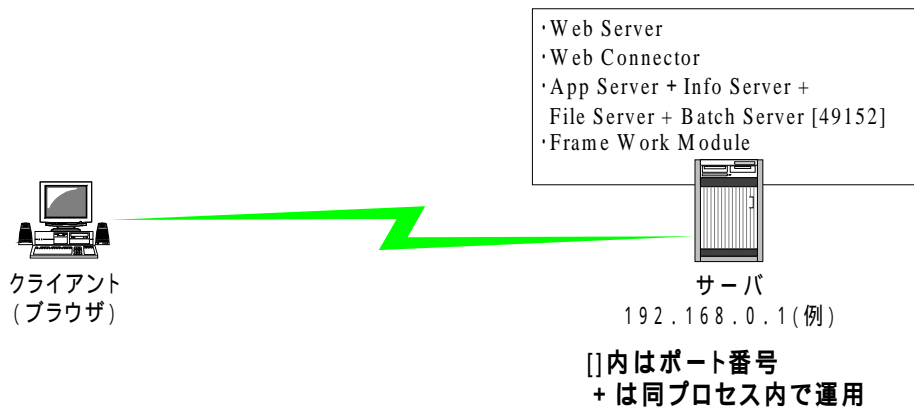 ・Web Server
・Web Connector
・App Server + Info Server +
File Server + Batch Server [49152]
・Frame Work Module
クライアント
(ブラウザ)
サーバ
192.168.0.1(例)
[]内はポート番号
+は同プロセス内で運用